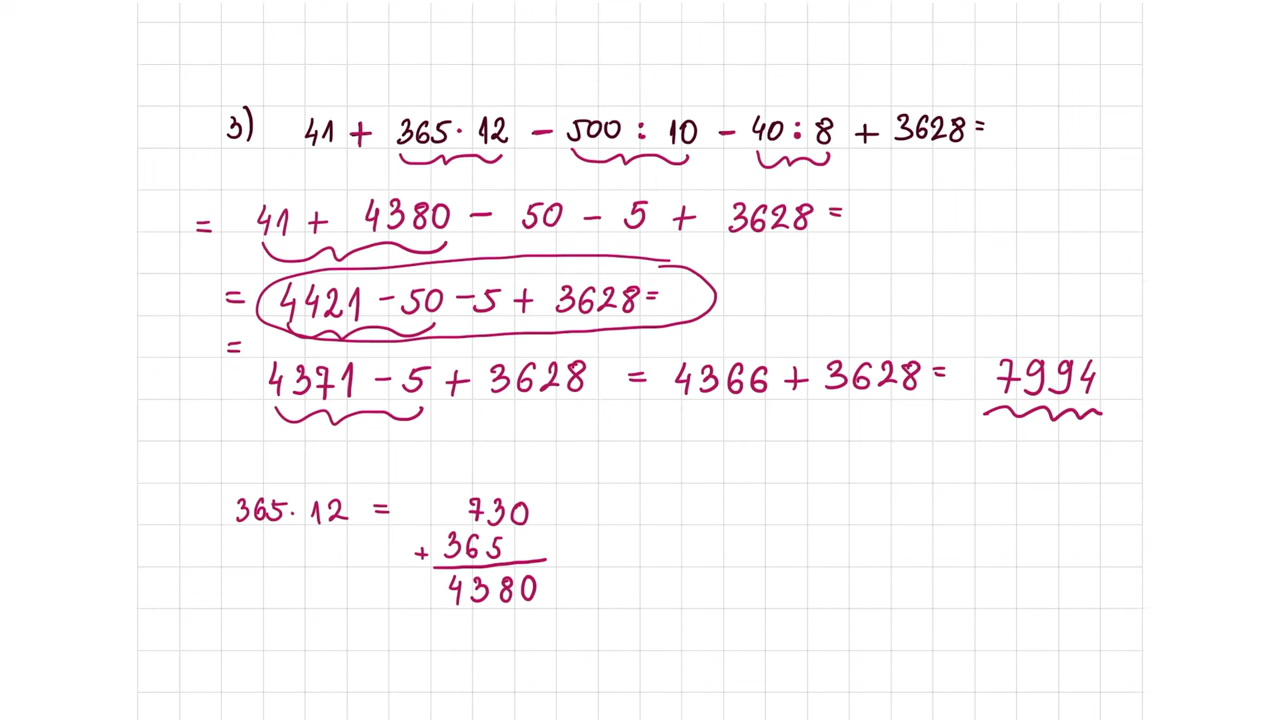 3) 41 + 365 · 12 - 500 : 10 - 40 : 8 + 3628 =
= 41 + 4380 - 50 - 5 + 3628 =
= 4421 - 50 - 5 + 3628 =
=
4371 - 5 + 3628 = 4366 + 3628 = 7994
365 · 12 = 730
+ 365
4380